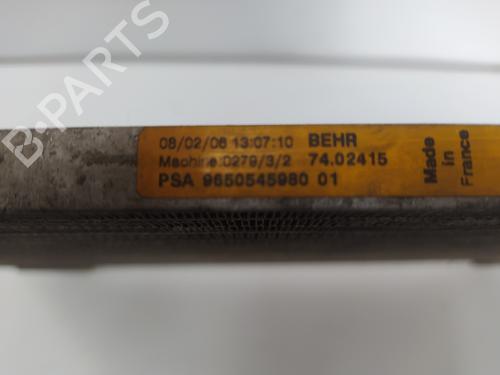 08/02/06 13:07:10 BEHR
Machine:0279/3/2 74.02415
PSA 9650545980 01
Made
in
France
B-PARTS